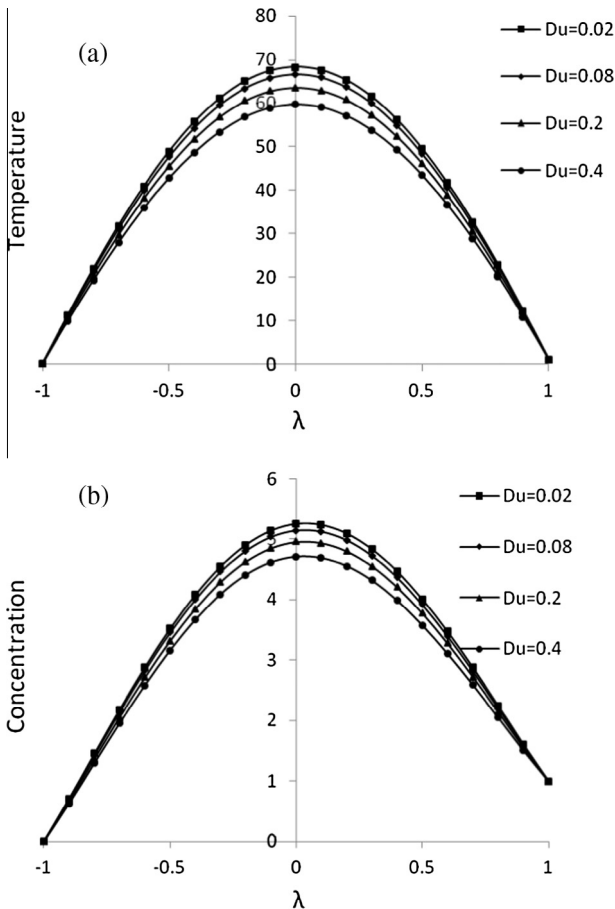 (a)
80
70
60
50
40
30
20
10
0
Temperature
-1
-0.5
0
0.5
1
λ
Du=0.02
Du=0.08
Du=0.2
Du=0.4
(b)
6
5
4
3
2
1
0
Concentration
-1
-0.5
0
0.5
1
λ
Du=0.02
Du=0.08
Du=0.2
Du=0.4